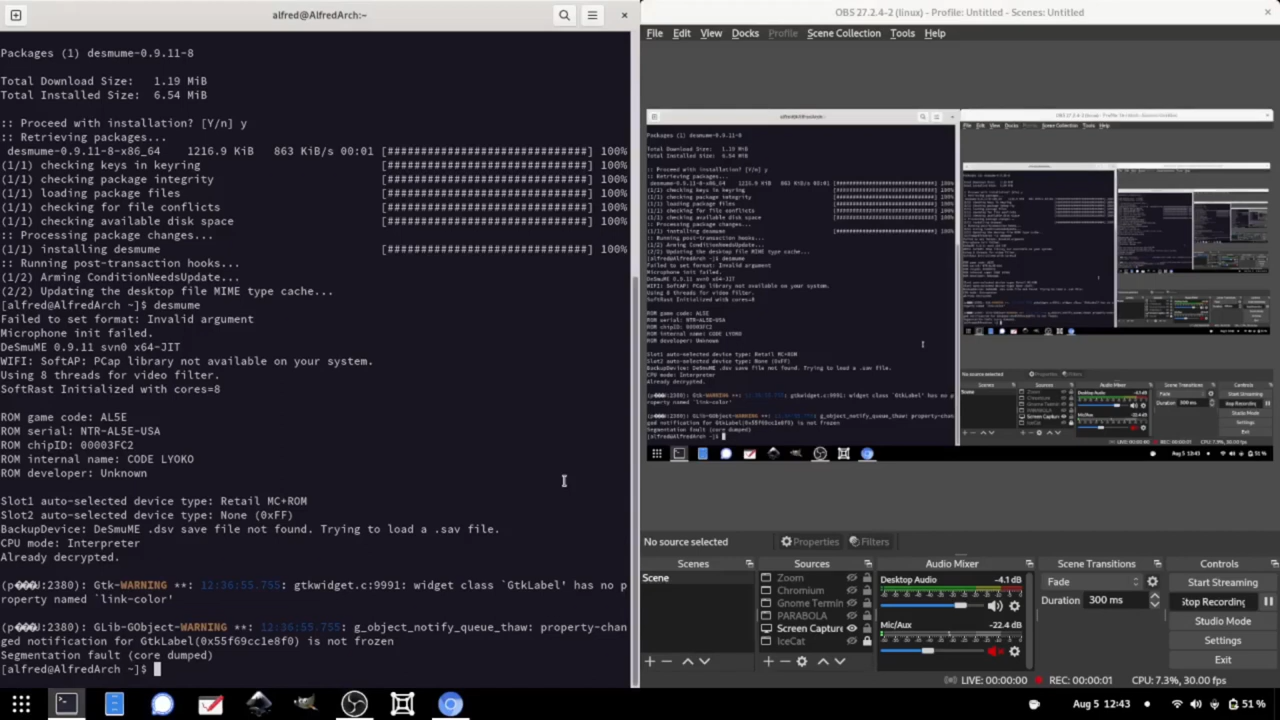 alfred@AlfredArch:~
Packages (1) desmume-0.9.11-8
Total Download Size:   1.19 MiB
Total Installed Size:  6.54 MiB
:: Proceed with installation? [Y/n] y
:: Retrieving packages...
desmume-0.9.11-8-x86_64    1216.9 KiB   863 KiB/s 00:01 [############################] 100%
(1/1) checking keys in keyring [############################] 100%
(1/1) checking package integrity [############################] 100%
(1/1) loading package files [############################] 100%
(1/1) checking for file conflicts [############################] 100%
(1/1) checking available disk space [############################] 100%
:: Processing package changes...
(1/1) installing desmume [############################] 100%
:: Running post-transaction hooks...
(1/2) Arming ConditionNeedsUpdate...
(2/2) Updating the desktop file MIME type cache...
[alfred@AlfredArch ~]$ desmume
Failed to set format: Invalid argument
Microphone init failed.
DeSmuME 0.9.11 svn0 x64-JIT
WIFI: SoftAP: PCap library not available on your system.
Using 8 threads for video filter.
SoftRast Initialized with cores=8
ROM game code: ALSE
ROM serial: NTR-ALSE-USA
ROM chipID: 00003FC2
ROM internal name: CODE LYOKO
ROM developer: Unknown
Slot1 auto-selected device type: Retail MC+ROM
Slot2 auto-selected device type: None (0xFF)
BackupDevice: DeSmuME .dsv save file not found. Trying to load a .sav file.
CPU mode: Interpreter
Already decrypted.
(p���U:2380): Gtk-WARNING **: 12:36:55.755: gtkwidget.c:9991: widget class `GtkLabel' has no p
roperty named `link-color'
(p���U:2380): GLib-GObject-WARNING **: 12:36:55.755: g_object_notify_queue_thaw: property-chan
ged notification for GtkLabel(0x55f69cc1e8f0) is not frozen
Segmentation fault (core dumped)
[alfred@AlfredArch ~]$
OBS 27.2.4-2 (linux) - Profile: Untitled - Scenes: Untitled
File Edit View Docks Profile Scene Collection Tools Help
No source selected Properties Filters
Scenes
Scene
Sources
Zoom
Chromium
Gnome Termin
PARABOLA
Screen Capture
IceCat
Audio Mixer
Desktop Audio -4.1 dB
Mic/Aux -22.4 dB
Scene Transitions
Fade
Duration 300 ms
Controls
Start Streaming
Stop Recording
Studio Mode
Settings
Exit
LIVE: 00:00:00 REC: 00:00:01 CPU: 7.3%, 30.00 fps
Aug 5 12:43 51 %